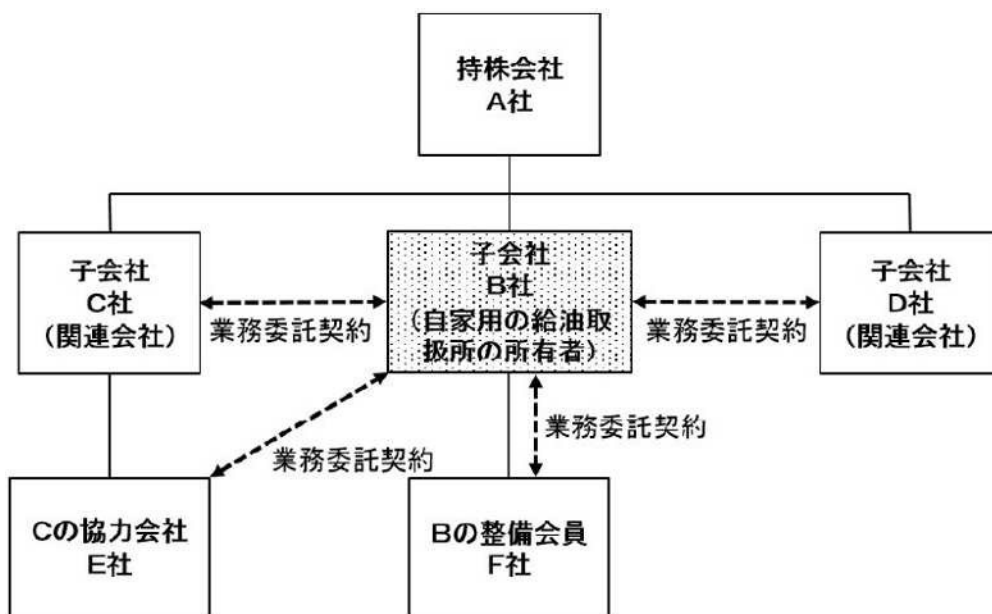 持株会社
A社
子会社
C社
(関連会社)
業務委託契約
子会社
B社
(自家用の給油取
扱所の所有者)
業務委託契約
子会社
D社
(関連会社)
業務委託契約
業務委託契約
Cの協力会社
E社
Bの整備会員
F社